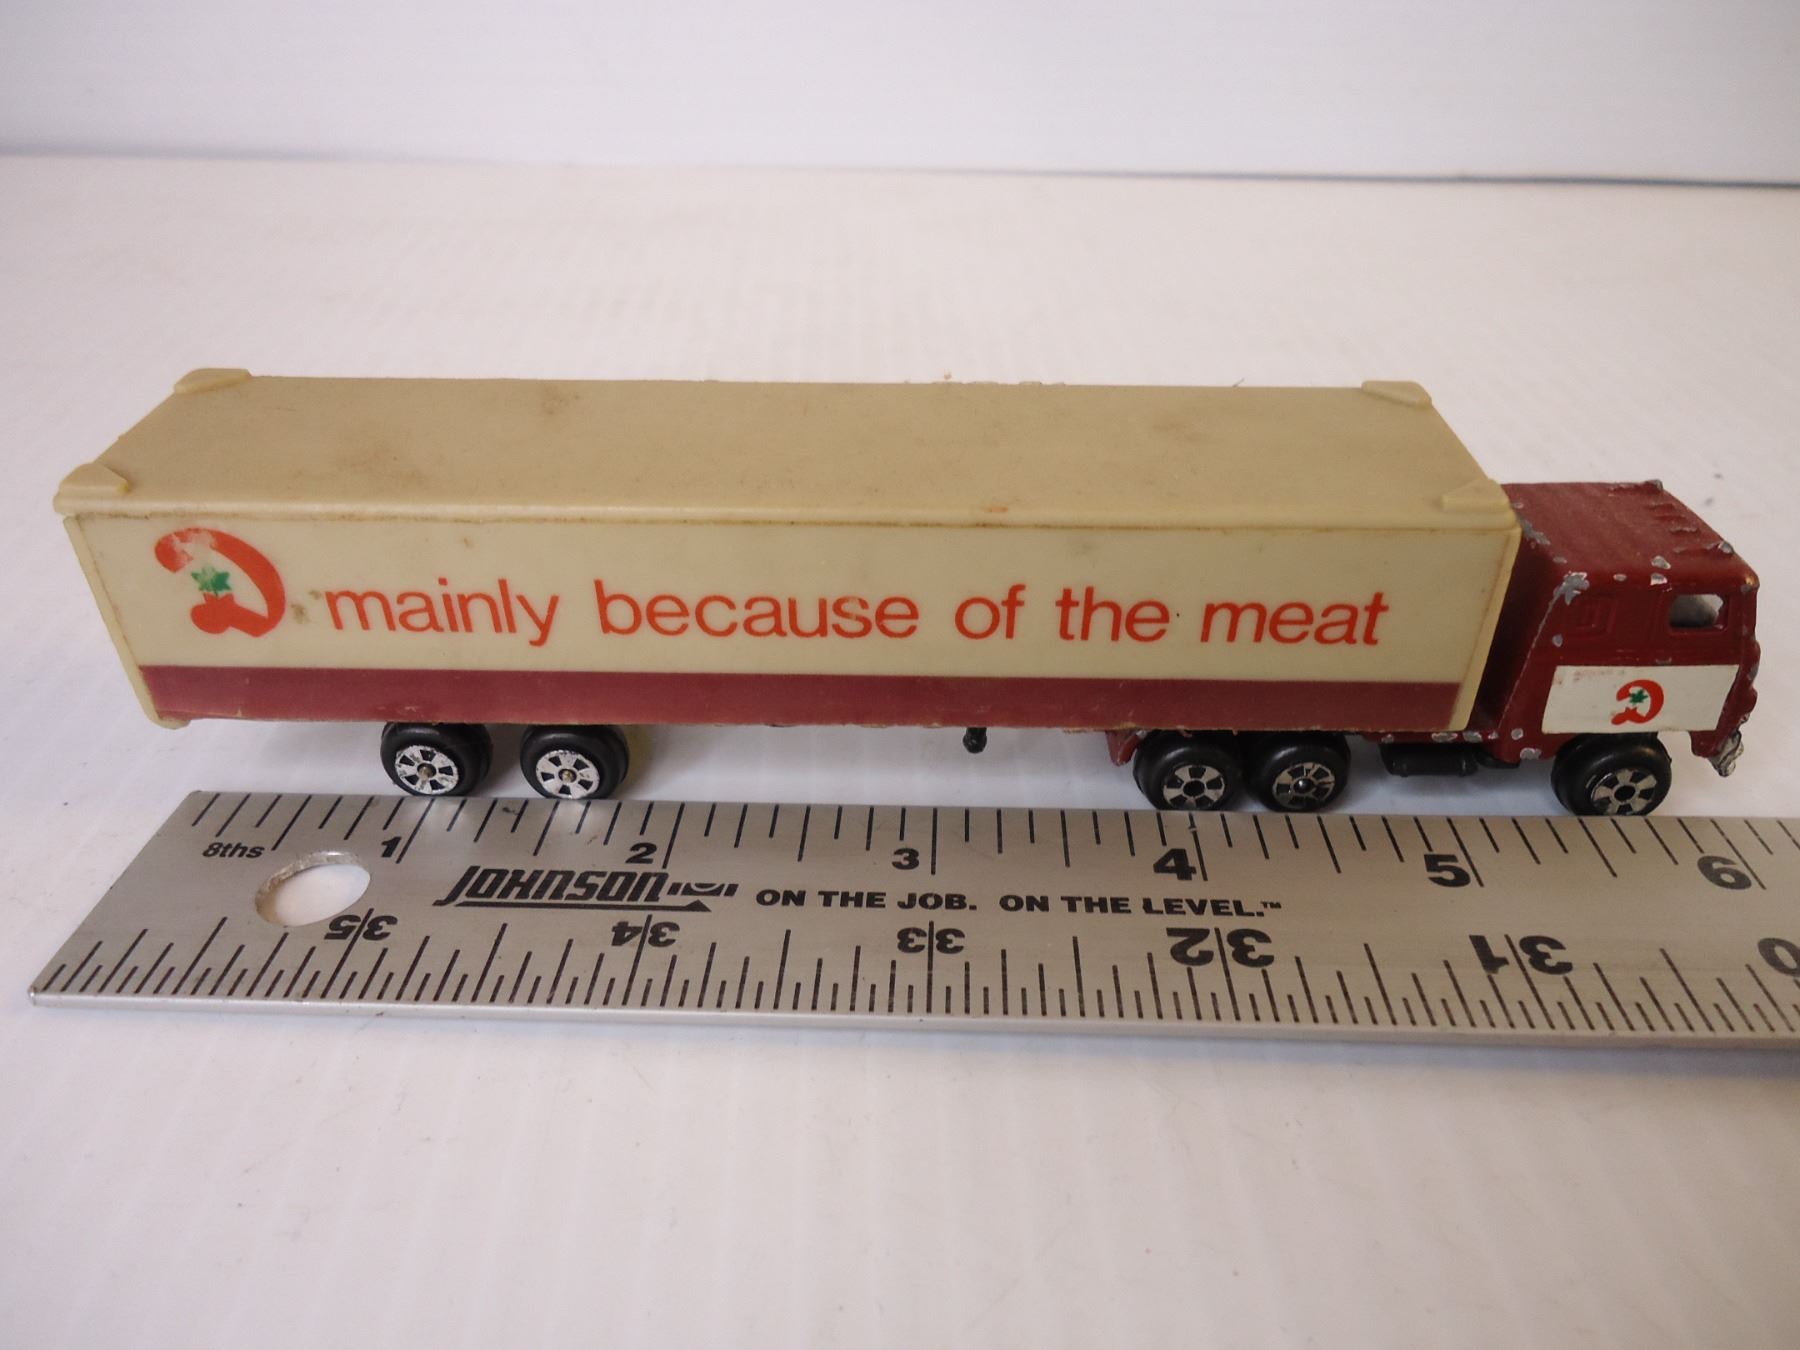 mainly because of the meat
8ths 1 2 3 4 5 6
JOHNSON ON THE JOB. ON THE LEVEL.™
35 34 33 32 31